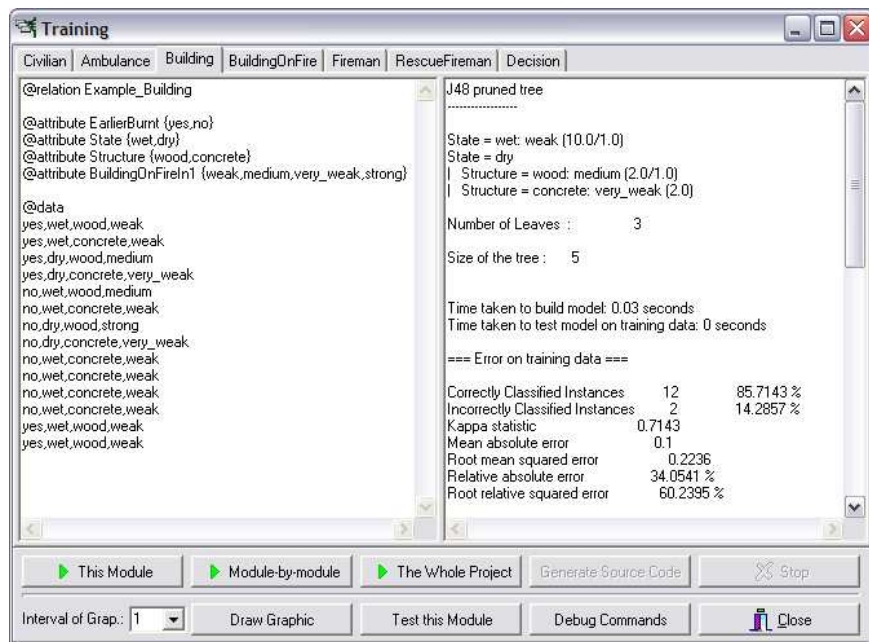 Training
Civilian Ambulance Building BuildingOnFire Fireman RescueFireman Decision
@relation Example_Building
@attribute EarlierBurnt {yes,no}
@attribute State {wet,dry}
@attribute Structure {wood,concrete}
@attribute BuildingOnFireIn1 {weak,medium,very_weak,strong}
@data
yes,wet,wood,weak
yes,wet,concrete,weak
yes,dry,wood,medium
yes,dry,concrete,very_weak
no,wet,wood,medium
no,wet,concrete,weak
no,dry,wood,strong
no,dry,concrete,very_weak
no,wet,concrete,weak
no,wet,concrete,weak
no,wet,concrete,weak
no,wet,concrete,weak
yes,wet,wood,weak
yes,wet,wood,weak
J48 pruned tree
------------------
State = wet: weak (10.0/1.0)
State = dry
| Structure = wood: medium (2.0/1.0)
| Structure = concrete: very_weak (2.0)
Number of Leaves : 3
Size of the tree : 5
Time taken to build model: 0.03 seconds
Time taken to test model on training data: 0 seconds
=== Error on training data ===
Correctly Classified Instances 12 85.7143 %
Incorrectly Classified Instances 2 14.2857 %
Kappa statistic 0.7143
Mean absolute error 0.1
Root mean squared error 0.2236
Relative absolute error 34.0541 %
Root relative squared error 60.2395 %
This Module Module-by-module The Whole Project Generate Source Code Stop
Interval of Grap.: 1 Draw Graphic Test this Module Debug Commands Close